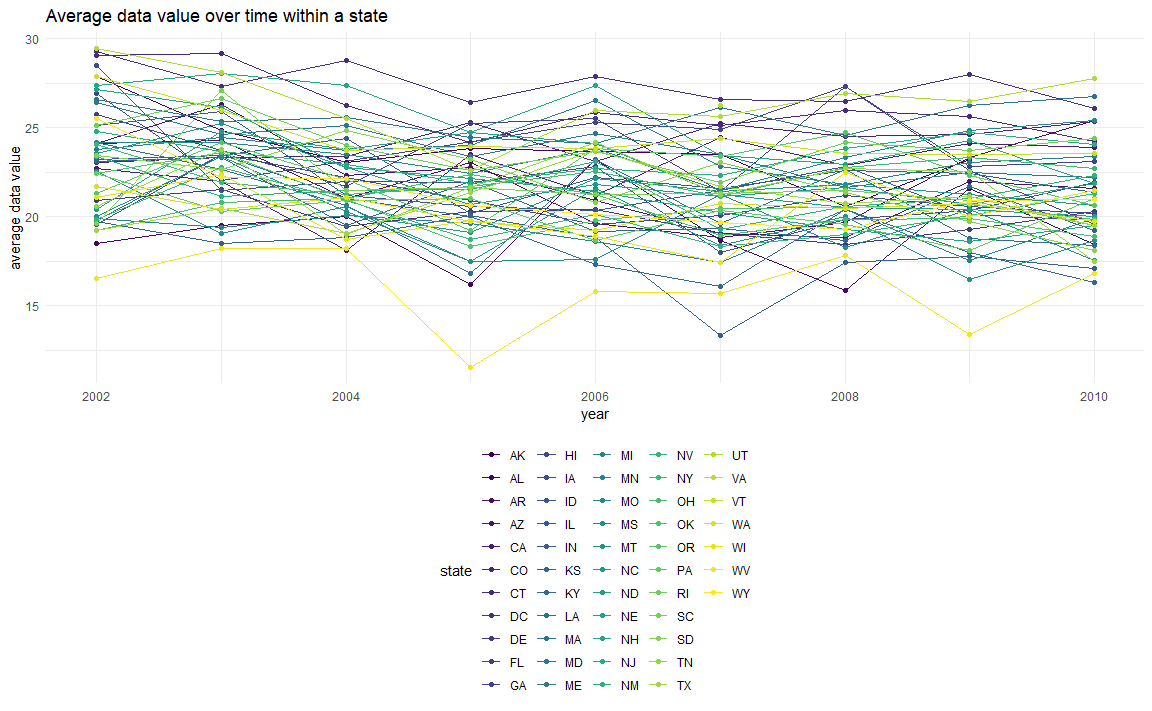 Average data value over time within a state
30
25
20
15
average data value
2002 2004 2006 2008 2010
year
state
AK HI MI NV UT
AL IA MN NY VA
AR ID MO OH VT
AZ IL MS OK WA
CA IN MT OR WI
CO KS NC PA WV
CT KY ND RI WY
DC LA NE SC
DE MA NH SD
FL MD NJ TN
GA ME NM TX